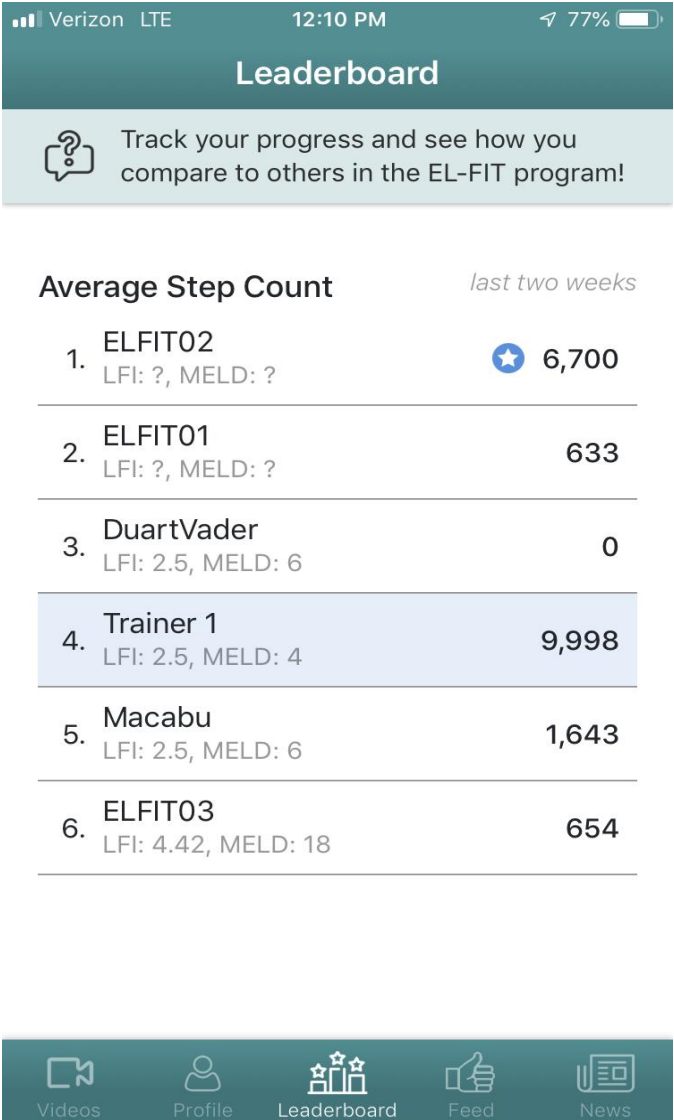 Verizon LTE 12:10 PM 77%
Leaderboard
Track your progress and see how you
compare to others in the EL-FIT program!
Average Step Count last two weeks
1. ELFIT02 6,700
LFI: ?, MELD: ?
2. ELFIT01 633
LFI: ?, MELD: ?
3. DuartVader 0
LFI: 2.5, MELD: 6
4. Trainer 1 9,998
LFI: 2.5, MELD: 4
5. Macabu 1,643
LFI: 2.5, MELD: 6
6. ELFIT03 654
LFI: 4.42, MELD: 18
Videos Profile Leaderboard Feed News